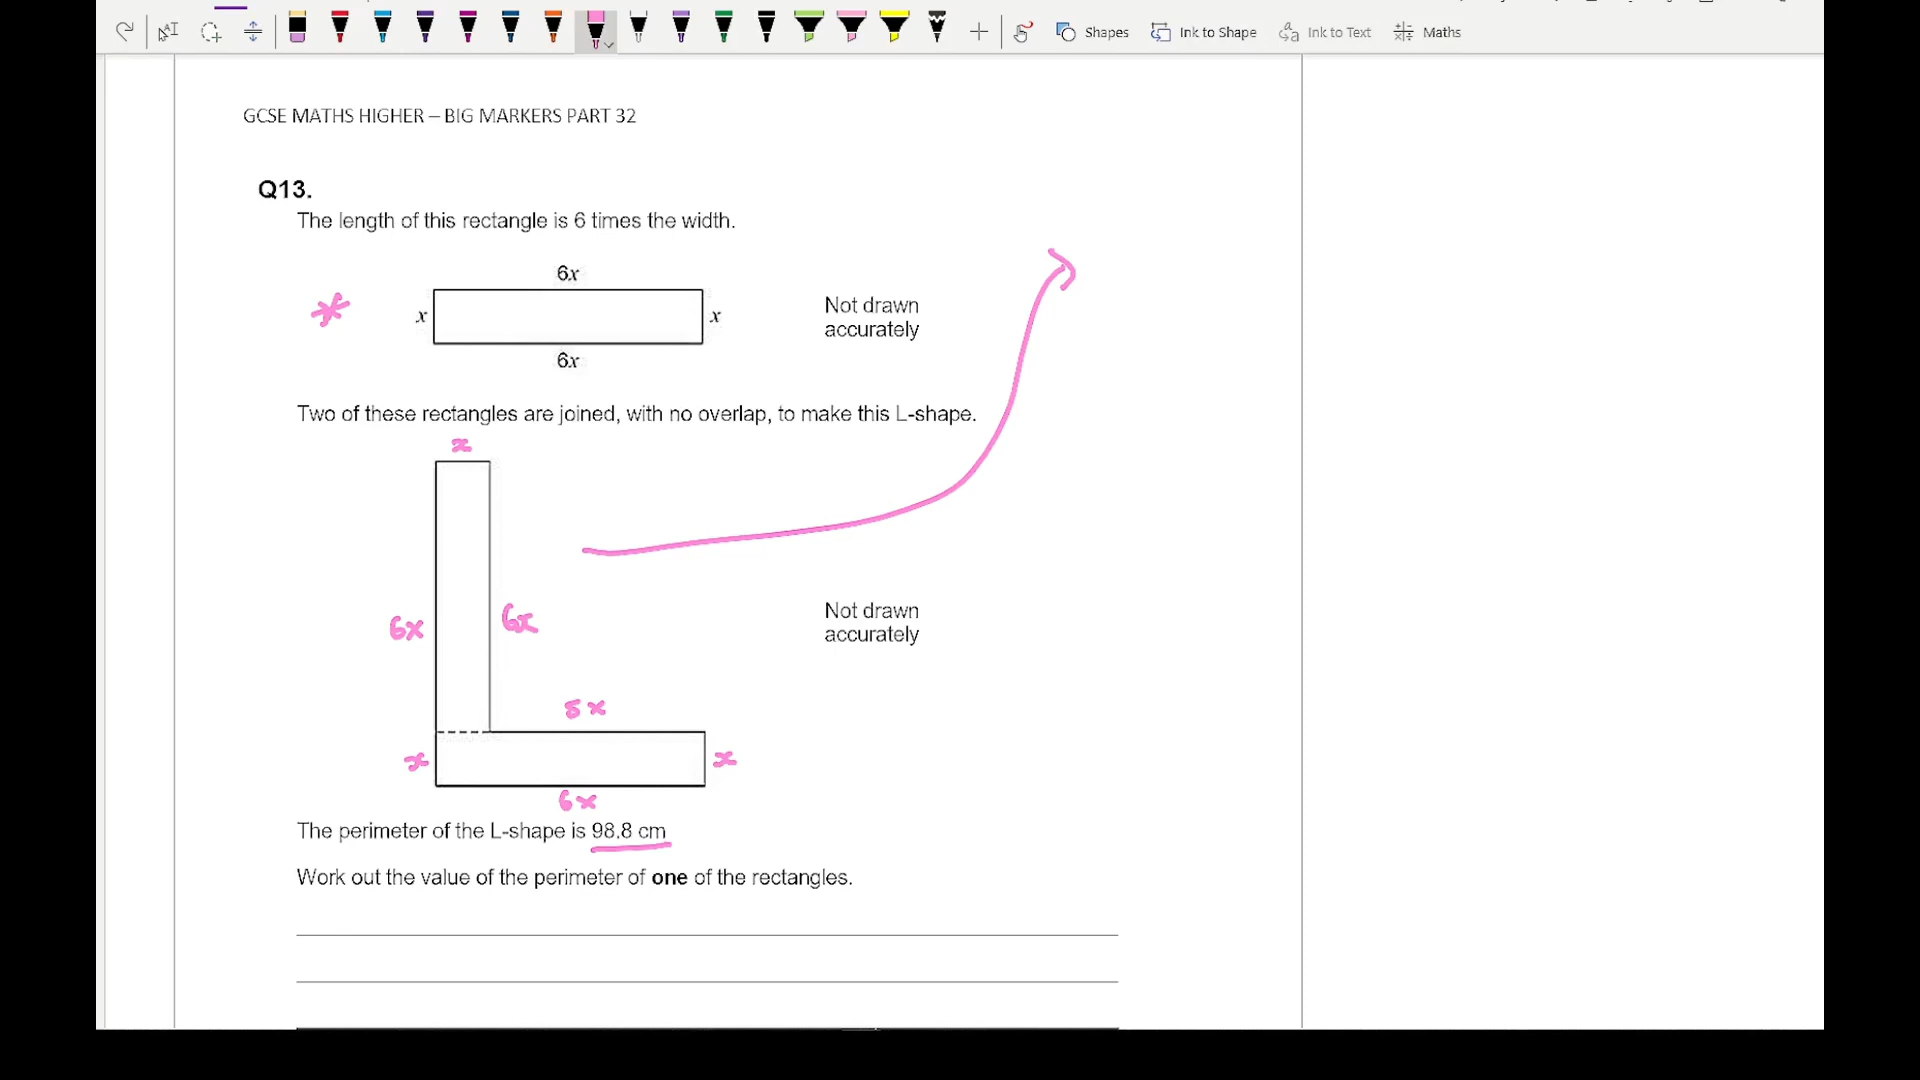 Shapes
Ink to Shape
Ink to Text
Maths
GCSE MATHS HIGHER – BIG MARKERS PART 32
Q13.
The length of this rectangle is 6 times the width.
6x
x
x
Not drawn
accurately
6x
Two of these rectangles are joined, with no overlap, to make this L-shape.
x
6x
6x
Not drawn
accurately
5x
x
x
6x
The perimeter of the L-shape is 98.8 cm
Work out the value of the perimeter of one of the rectangles.